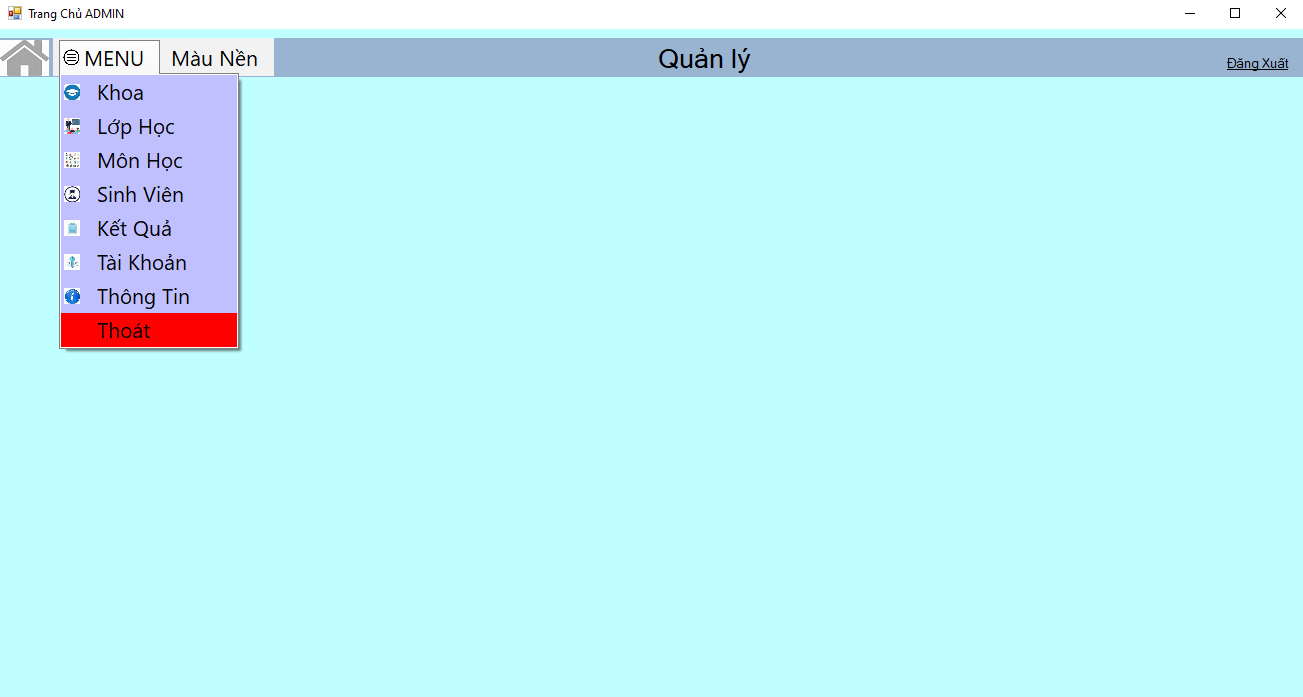 Trang Chủ ADMIN
MENU Màu Nền Quản lý Đăng Xuất
Khoa
Lớp Học
Môn Học
Sinh Viên
Kết Quả
Tài Khoản
Thông Tin
Thoát